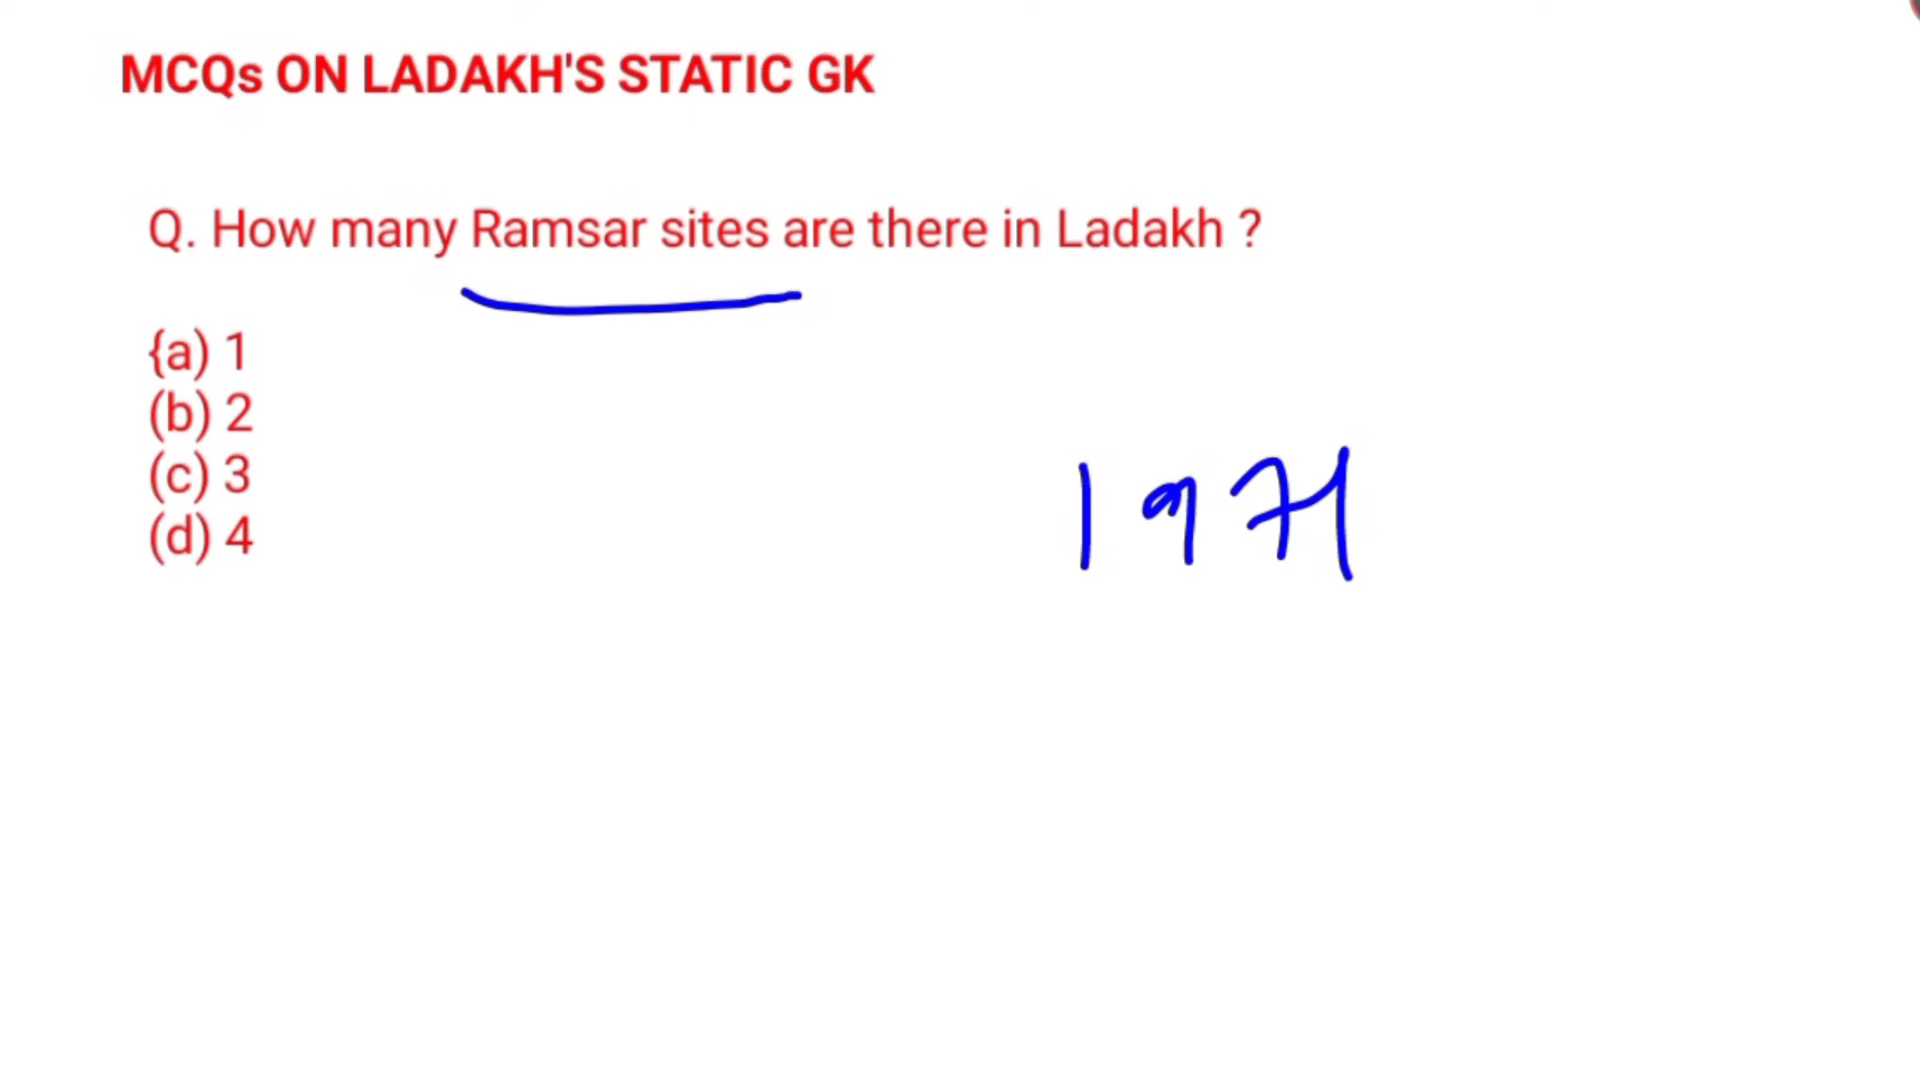 MCQs ON LADAKH'S STATIC GK
Q. How many Ramsar sites are there in Ladakh ?
{a) 1
(b) 2
(c) 3
(d) 4
1971